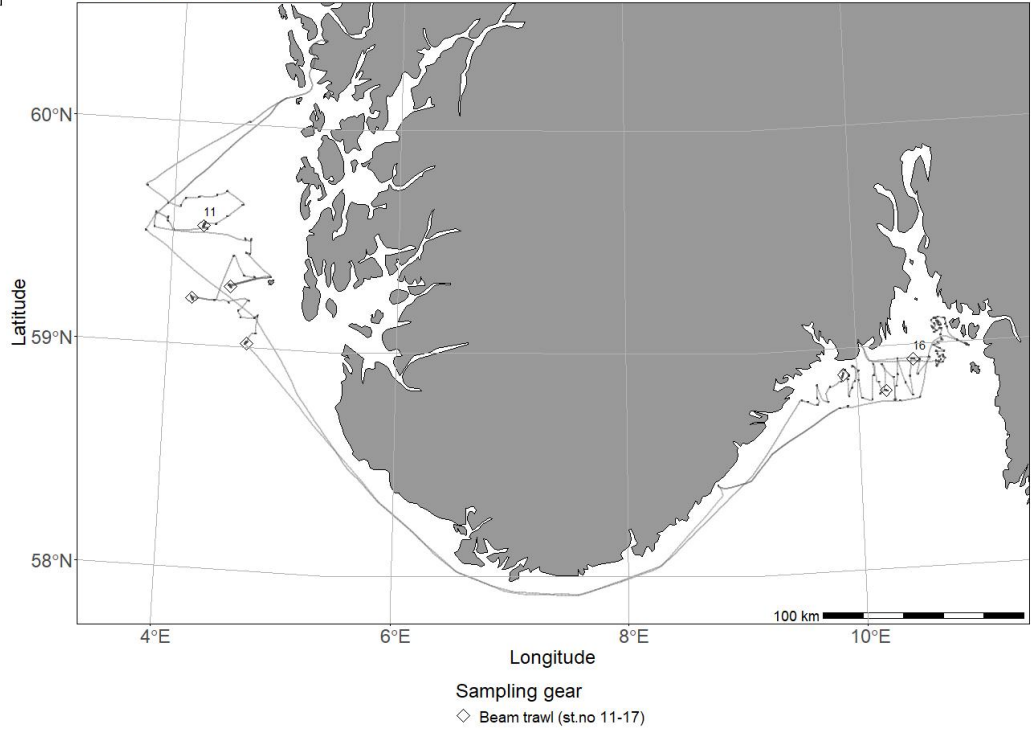 60°N
59°N
58°N
Latitude
11
16
100 km
4°E 6°E 8°E 10°E
Longitude
Sampling gear
Beam trawl (st.no 11-17)